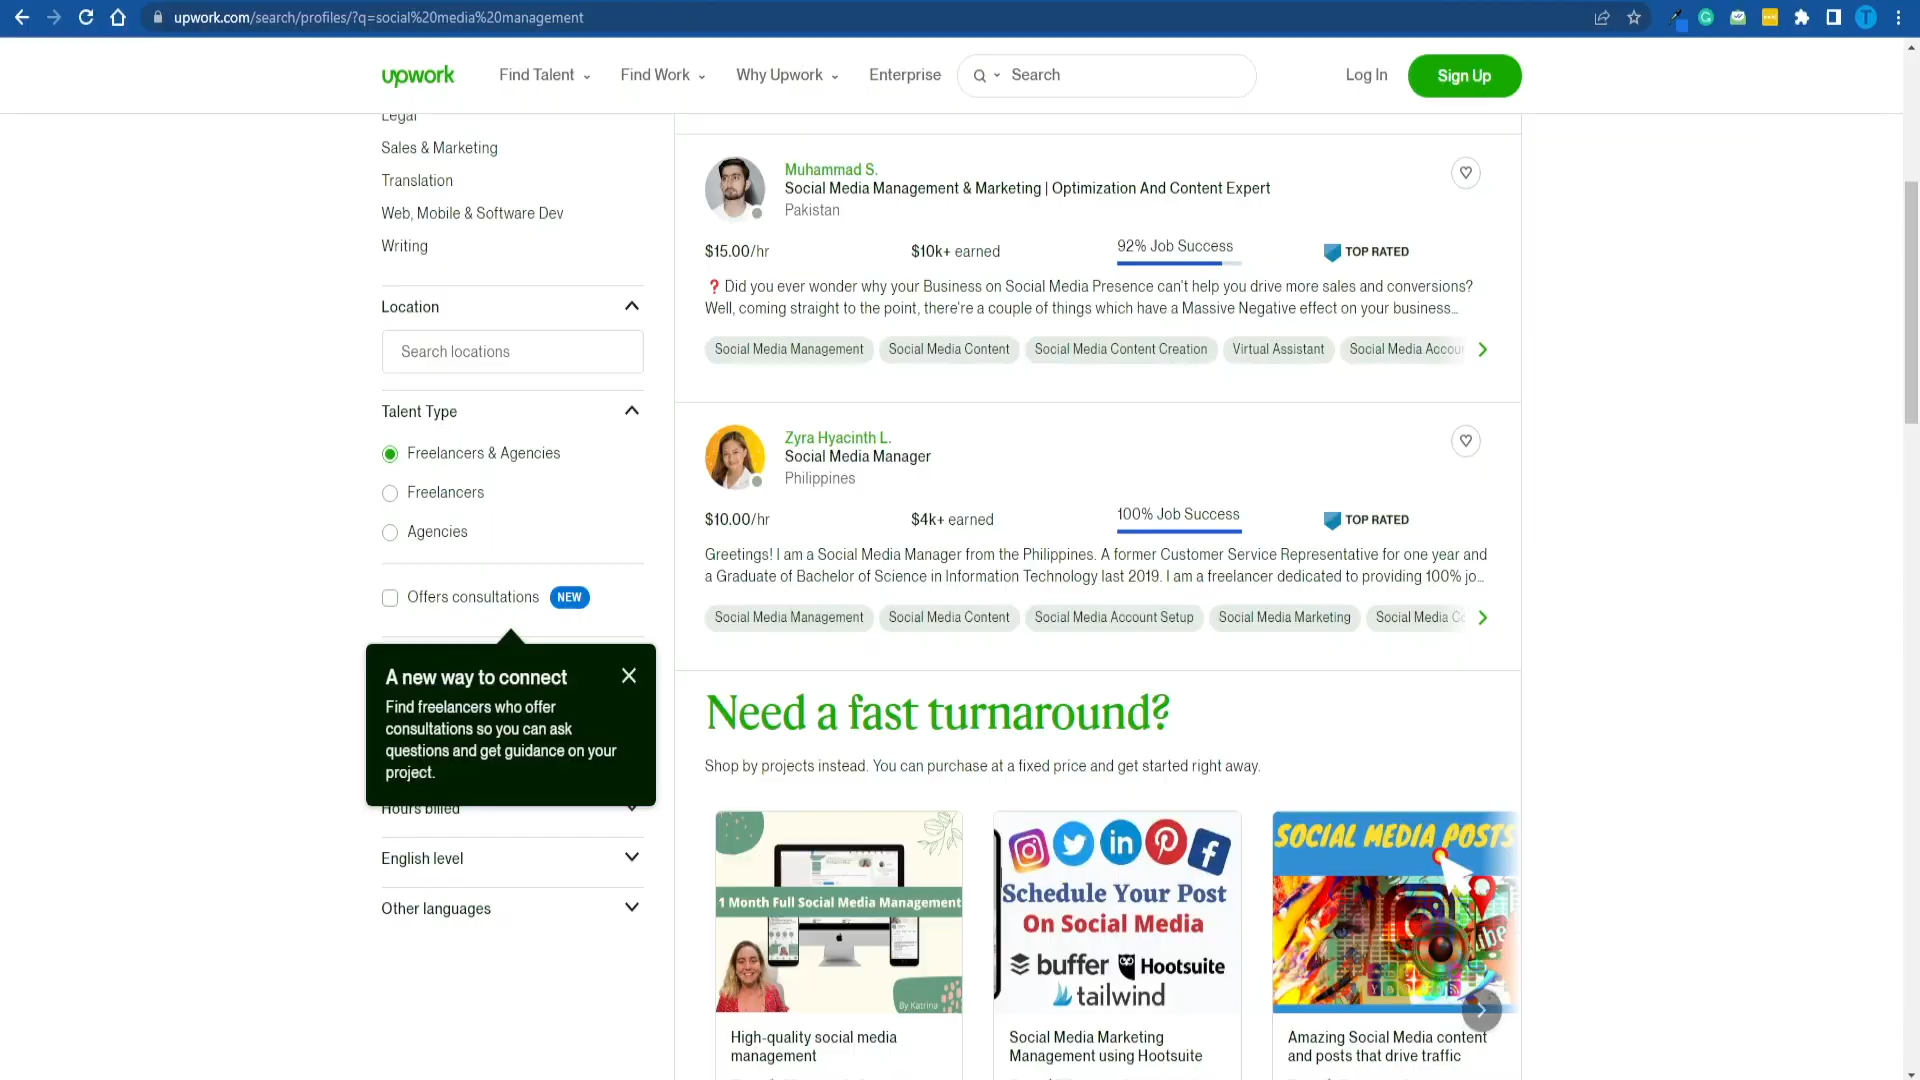 upwork.com/search/profiles/?q=social%20media%20management
T
upwork
Find Talent
Find Work
Why Upwork
Enterprise
Search
Log In
Sign Up
Legal
Sales & Marketing
Translation
Web, Mobile & Software Dev
Writing
Location
Search locations
Talent Type
Freelancers & Agencies
Freelancers
Agencies
Offers consultations NEW
A new way to connect
Find freelancers who offer
consultations so you can ask
questions and get guidance on your
project.
Hours billed
English level
Other languages
Muhammad S.
Social Media Management & Marketing | Optimization And Content Expert
Pakistan
$15.00/hr
$10k+ earned
92% Job Success
TOP RATED
❓ Did you ever wonder why your Business on Social Media Presence can't help you drive more sales and conversions?
Well, coming straight to the point, there're a couple of things which have a Massive Negative effect on your business...
Social Media Management
Social Media Content
Social Media Content Creation
Virtual Assistant
Social Media Accou
Zyra Hyacinth L.
Social Media Manager
Philippines
$10.00/hr
$4k+ earned
100% Job Success
TOP RATED
Greetings! I am a Social Media Manager from the Philippines. A former Customer Service Representative for one year and
a Graduate of Bachelor of Science in Information Technology last 2019. I am a freelancer dedicated to providing 100% jo...
Social Media Management
Social Media Content
Social Media Account Setup
Social Media Marketing
Social Media Co
Need a fast turnaround?
Shop by projects instead. You can purchase at a fixed price and get started right away.
1 Month Full Social Media Management
By Katrina
High-quality social media
management
Schedule Your Post
On Social Media
buffer
Hootsuite
tailwind
Social Media Marketing
Management using Hootsuite
SOCIAL MEDIA POSTS
Amazing Social Media content
and posts that drive traffic